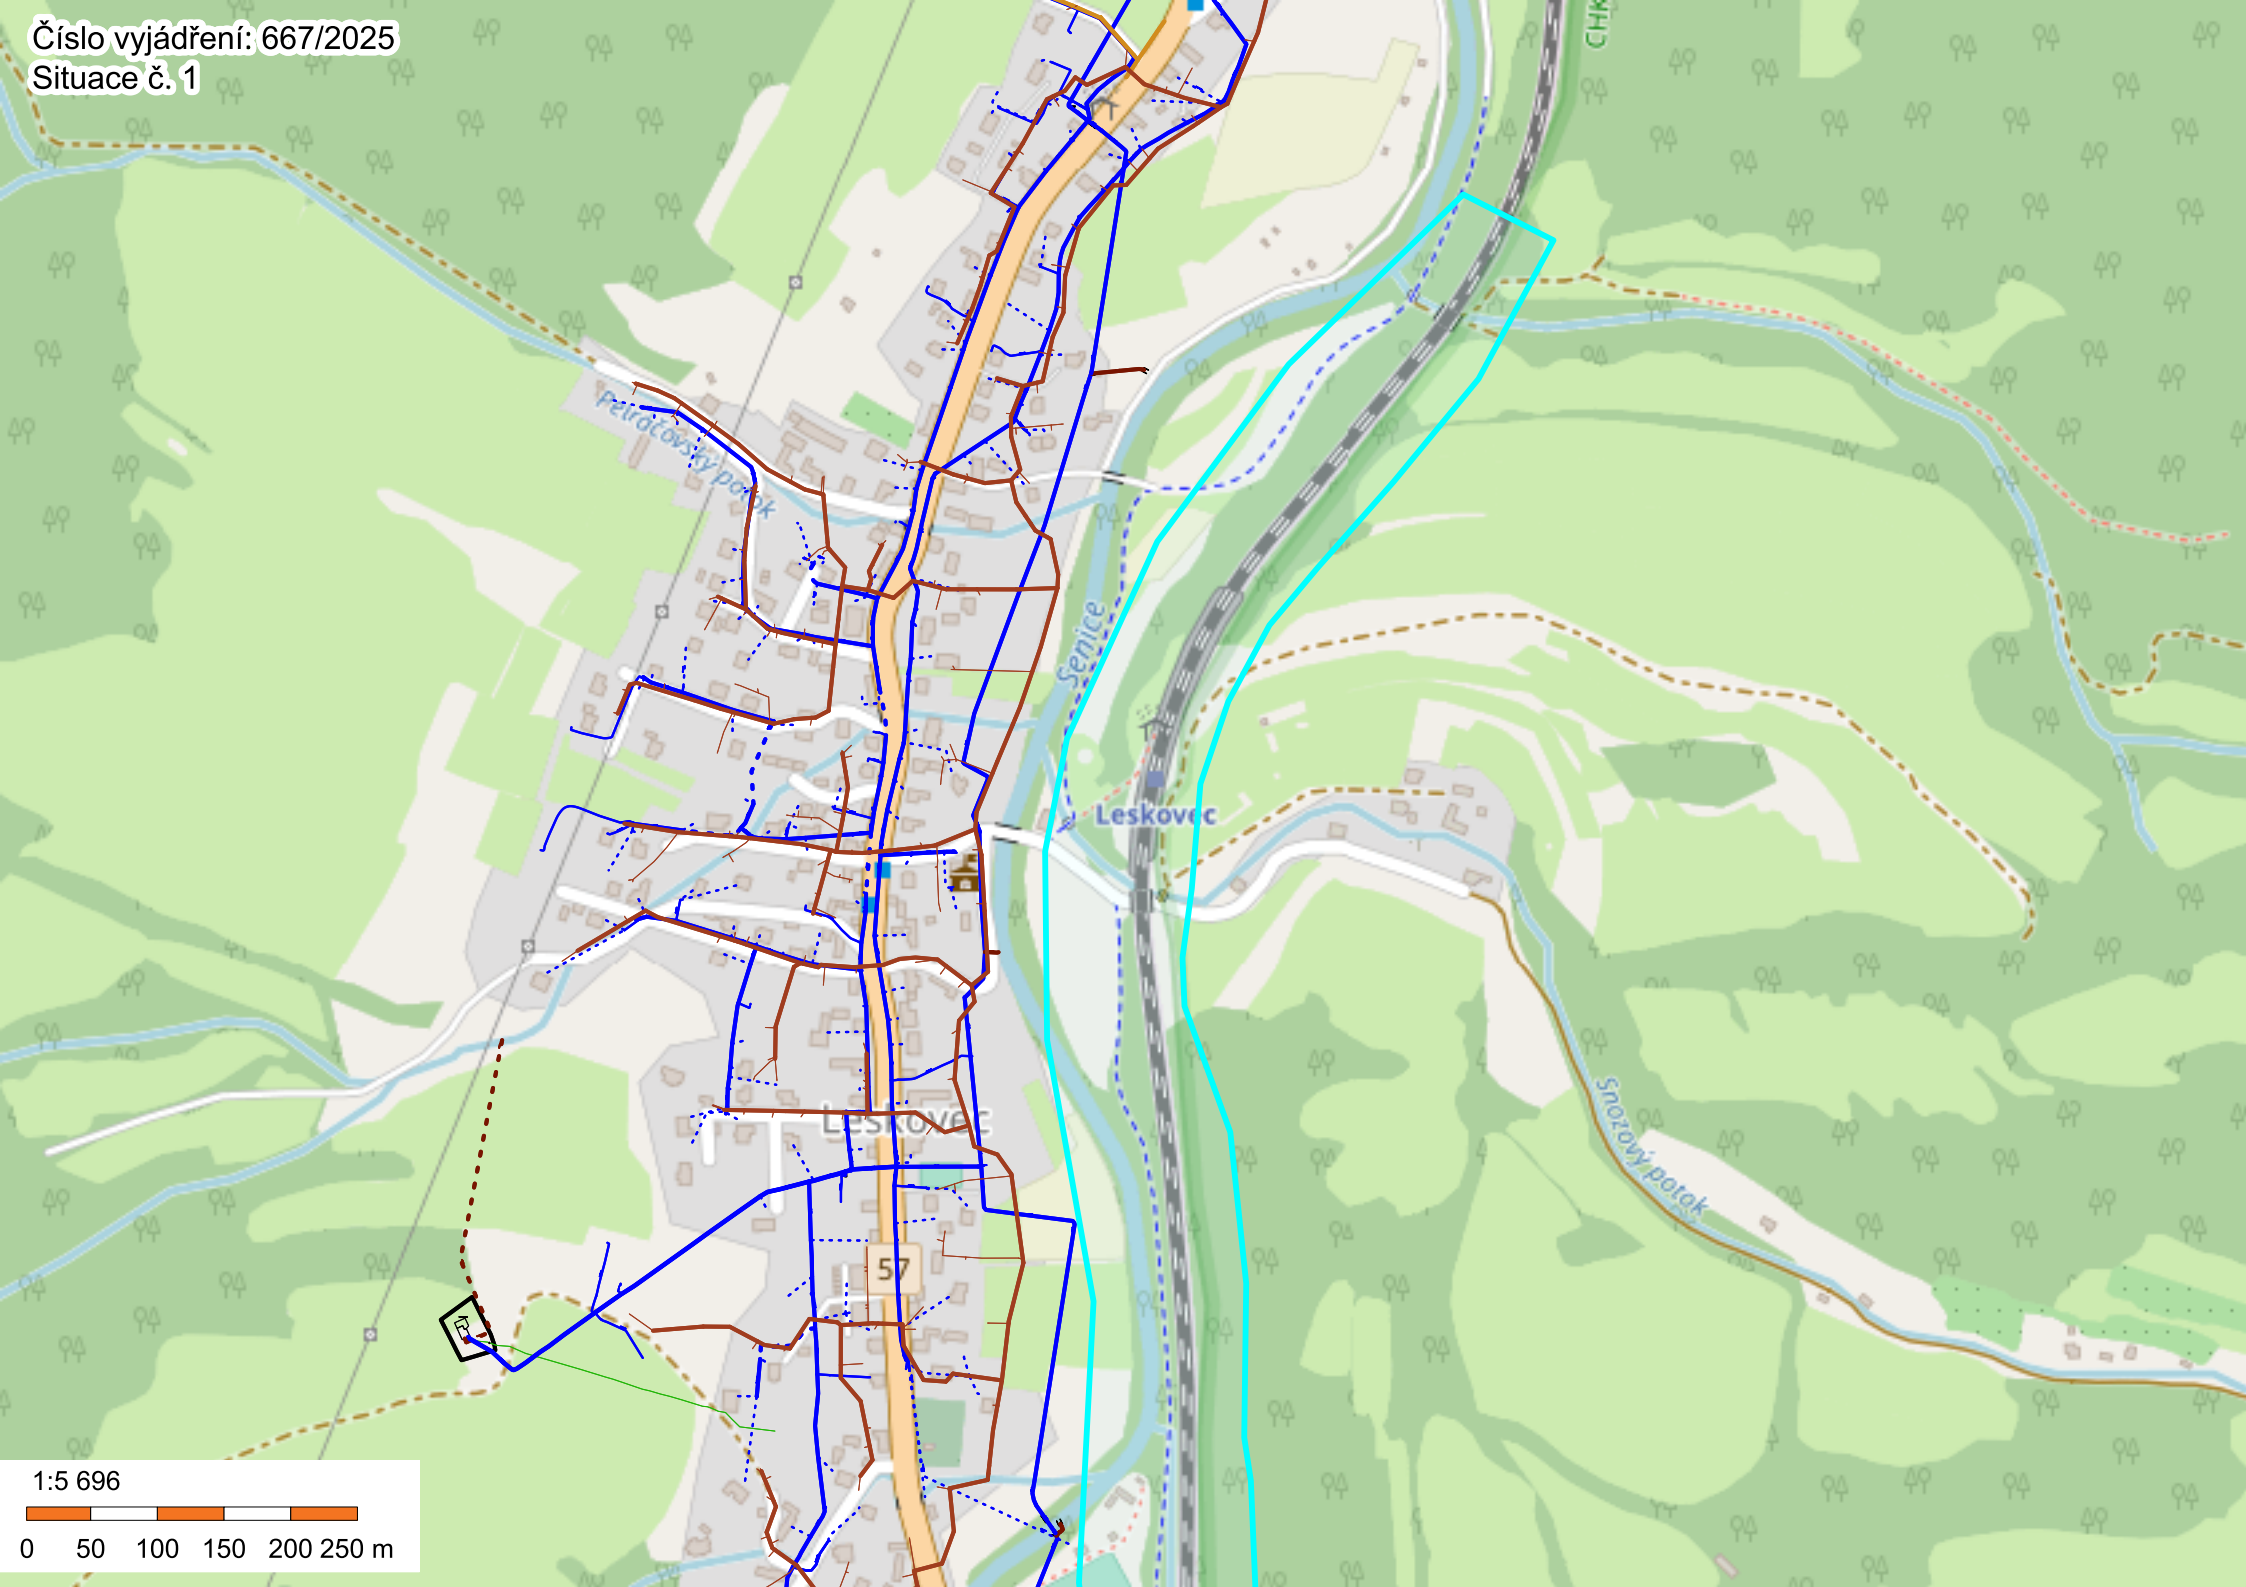 Číslo vyjádření: 667/2025
Situace č. 1
CHK
Petráčovský potok
Senice
Leskovec
Leskovec
Snozový potok
57
1:5 696
0 50 100 150 200 250 m